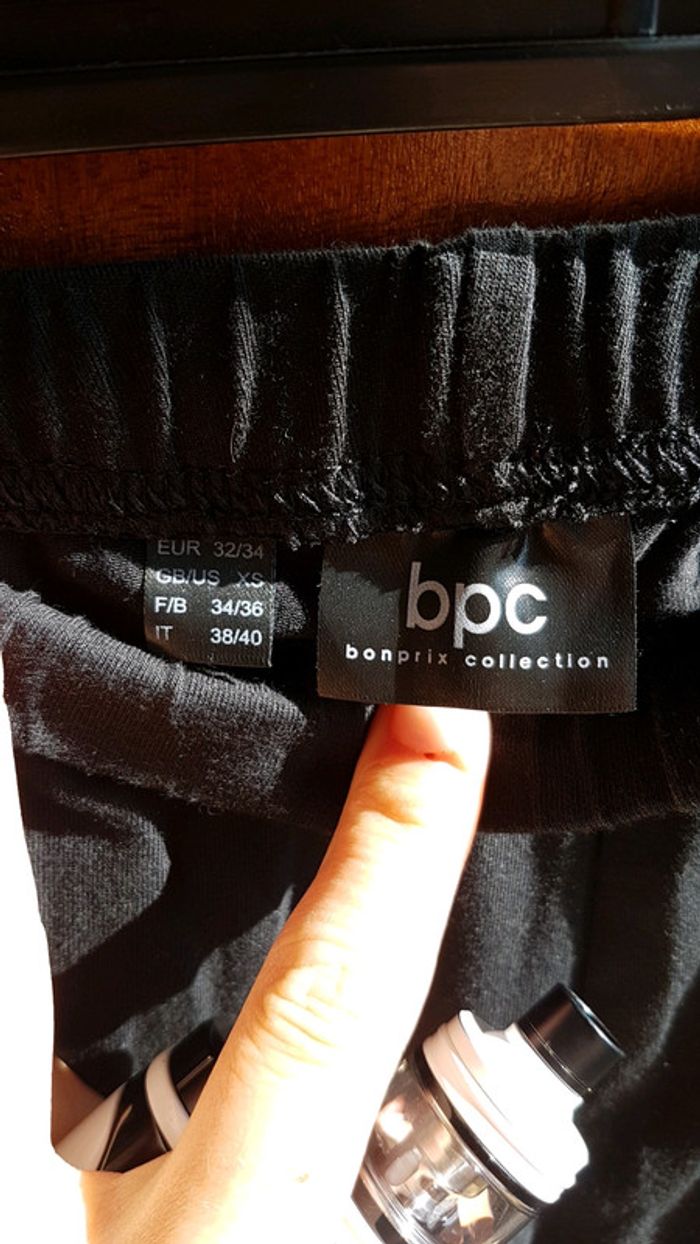 EUR 32/34
GB/US XS
F/B 34/36
IT 38/40
bpc
bonprix collection